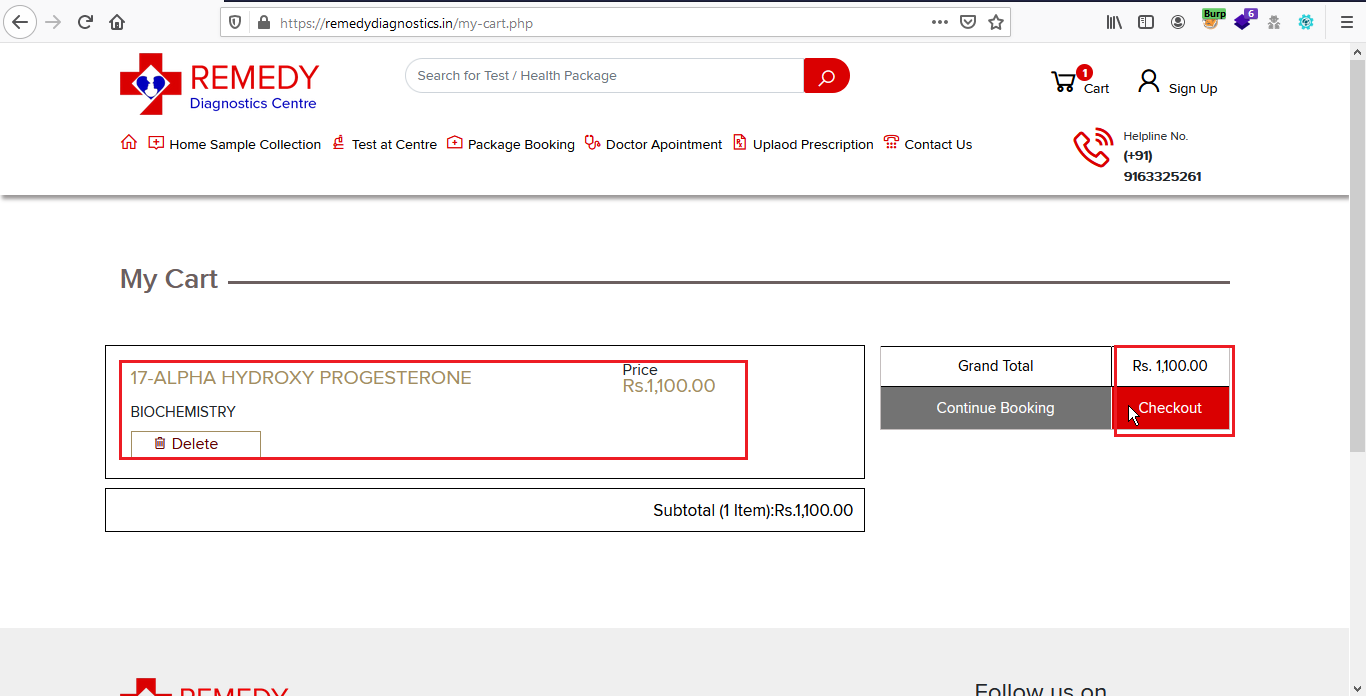 https://remedydiagnostics.in/my-cart.php
Burp
6
REMEDY
Diagnostics Centre
Search for Test / Health Package
1
Cart
Sign Up
Home Sample Collection
Test at Centre
Package Booking
Doctor Apointment
Uplaod Prescription
Contact Us
Helpline No.
(+91)
9163325261
My Cart
17-ALPHA HYDROXY PROGESTERONE
Price
Rs.1,100.00
BIOCHEMISTRY
Delete
Subtotal (1 Item):Rs.1,100.00
Grand Total
Rs. 1,100.00
Continue Booking
Checkout
REMEDY
Follow us on